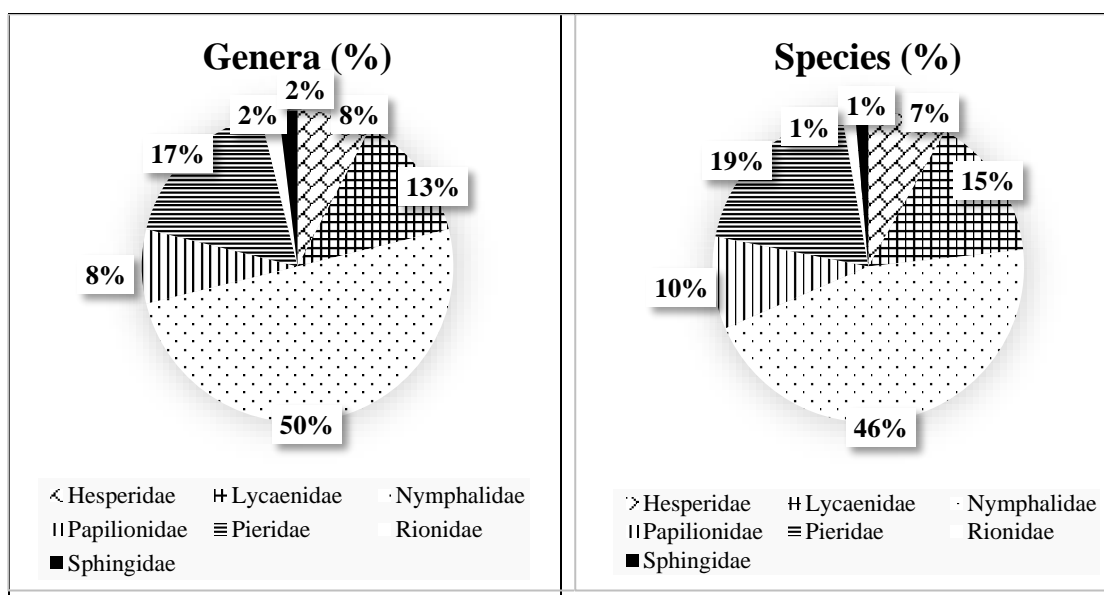 Genera (%)
2%
2%
8%
17%
13%
8%
50%
Hesperidae Lycaenidae Nymphalidae
Papilionidae Pieridae Rionidae
Sphingidae
Species (%)
1%
7%
1%
19%
15%
10%
46%
Hesperidae Lycaenidae Nymphalidae
Papilionidae Pieridae Rionidae
Sphingidae